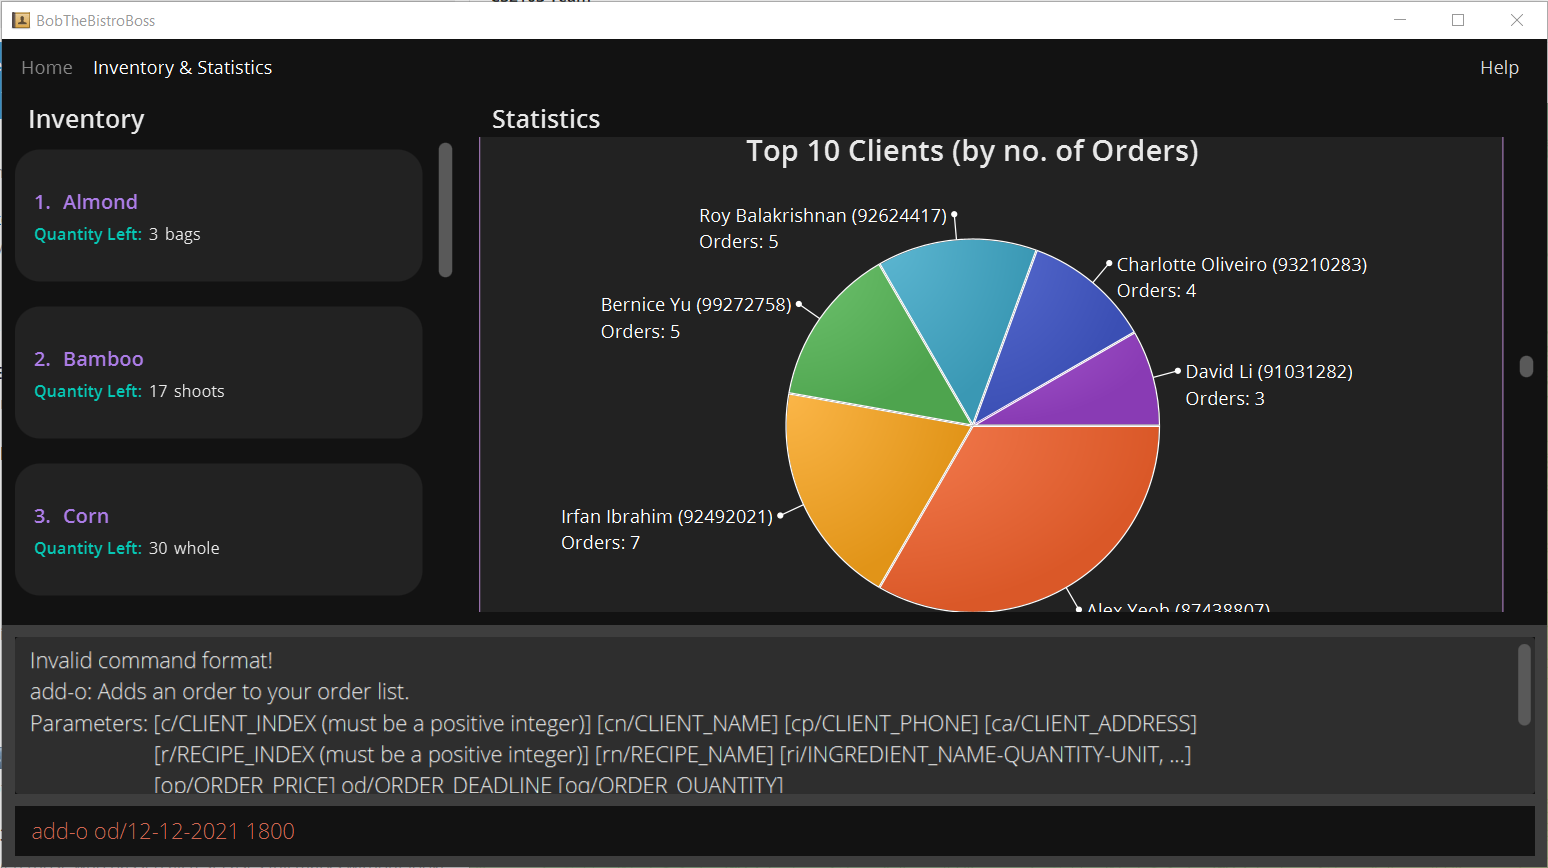 BobTheBistroBoss
Home Inventory & Statistics Help
Inventory
1. Almond
Quantity Left: 3 bags
2. Bamboo
Quantity Left: 17 shoots
3. Corn
Quantity Left: 30 whole
Statistics
Top 10 Clients (by no. of Orders)
Roy Balakrishnan (92624417)
Orders: 5
Charlotte Oliveiro (93210283)
Orders: 4
Bernice Yu (99272758)
Orders: 5
David Li (91031282)
Orders: 3
Irfan Ibrahim (92492021)
Orders: 7
Alex Yeoh (87438807)
Invalid command format!
add-o: Adds an order to your order list.
Parameters: [c/CLIENT_INDEX (must be a positive integer)] [cn/CLIENT_NAME] [cp/CLIENT_PHONE] [ca/CLIENT_ADDRESS]
[r/RECIPE_INDEX (must be a positive integer)] [rn/RECIPE_NAME] [ri/INGREDIENT_NAME-QUANTITY-UNIT, ...]
[op/ORDER_PRICE] od/ORDER_DEADLINE [oq/ORDER_QUANTITY]
add-o od/12-12-2021 1800